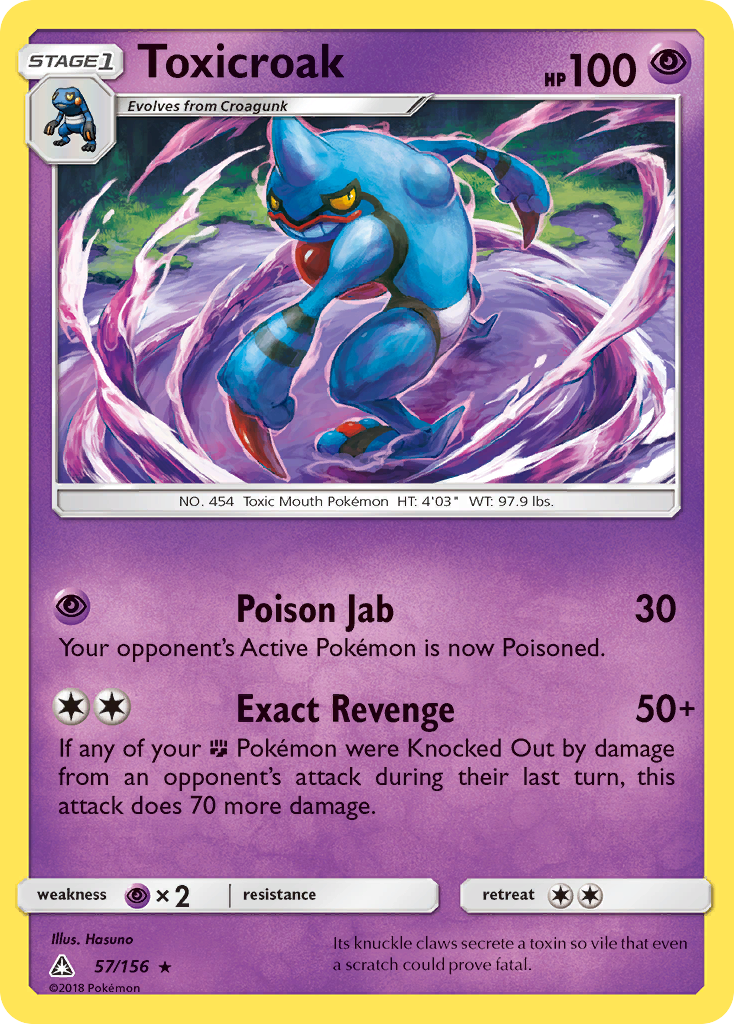 STAGE1
Toxicroak
HP 100
Evolves from Croagunk
NO. 454 Toxic Mouth Pokémon HT: 4'03" WT: 97.9 lbs.
Poison Jab 30
Your opponent's Active Pokémon is now Poisoned.
Exact Revenge 50+
If any of your Pokémon were Knocked Out by damage
from an opponent's attack during their last turn, this
attack does 70 more damage.
weakness ×2 resistance retreat
Illus. Hasuno
57/156 ★
©2018 Pokémon
Its knuckle claws secrete a toxin so vile that even
a scratch could prove fatal.